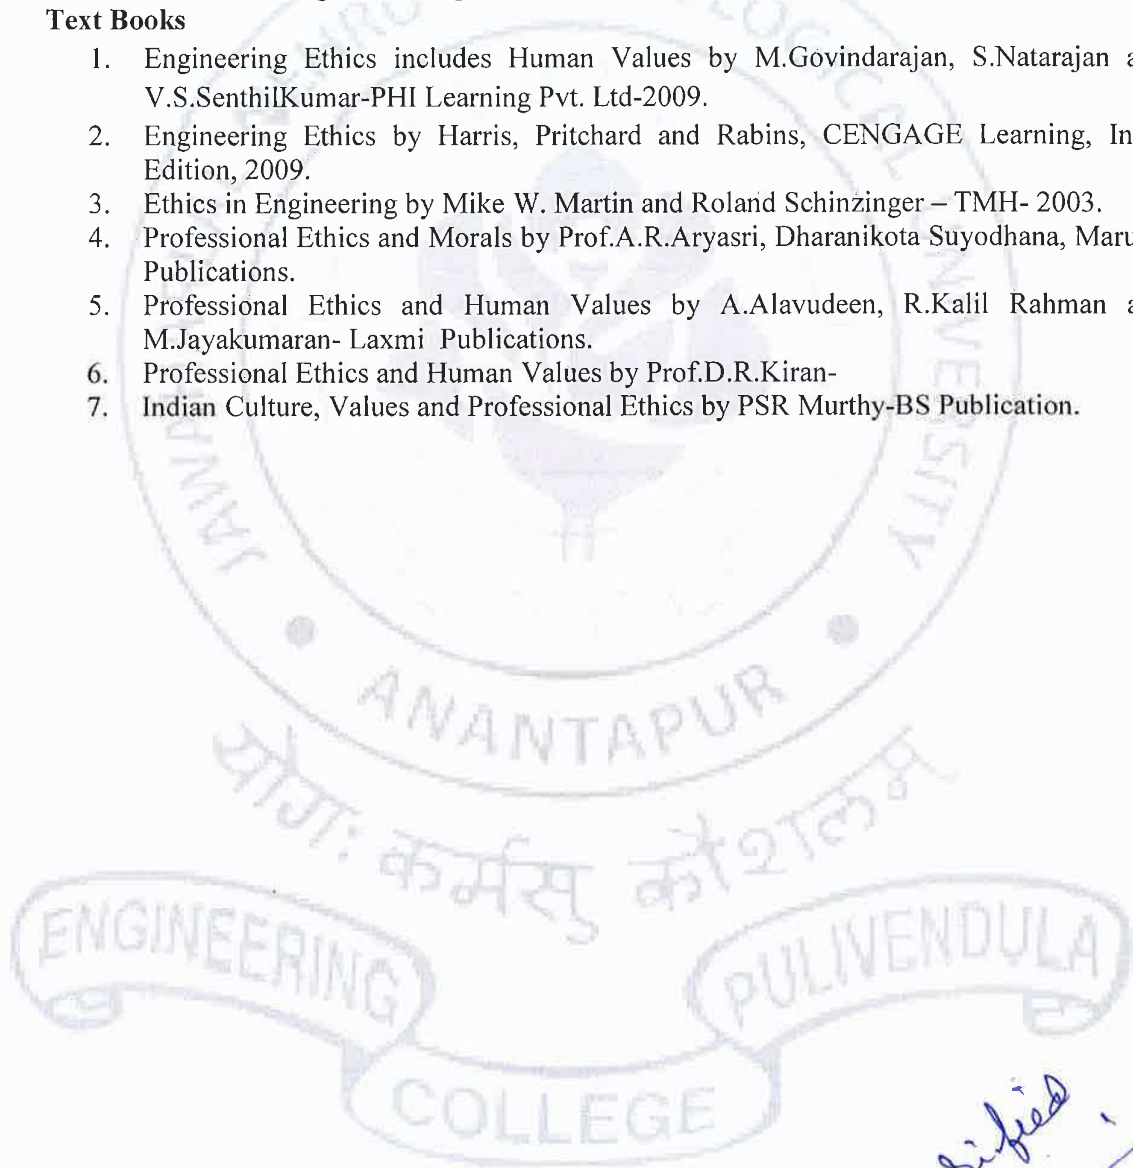 Text Books
1. Engineering Ethics includes Human Values by M.Govindarajan, S.Natarajan
V.S.SenthilKumar-PHI Learning Pvt. Ltd-2009.
2. Engineering Ethics by Harris, Pritchard and Rabins, CENGAGE Learning,
Edition, 2009.
3. Ethics in Engineering by Mike W. Martin and Roland Schinzinger – TMH- 2003.
4. Professional Ethics and Morals by Prof.A.R.Aryasri, Dharanikota Suyodhana,
Publications.
5. Professional Ethics and Human Values by A.Alavudeen, R.Kalil Rahman
M.Jayakumaran- Laxmi Publications.
6. Professional Ethics and Human Values by Prof.D.R.Kiran-
7. Indian Culture, Values and Professional Ethics by PSR Murthy-BS Publication.
UNIVERSITY
ANANTAPUR
योग: कर्मसु कौशलम
ENGINEERING
PULIVENDULA
COLLEGE